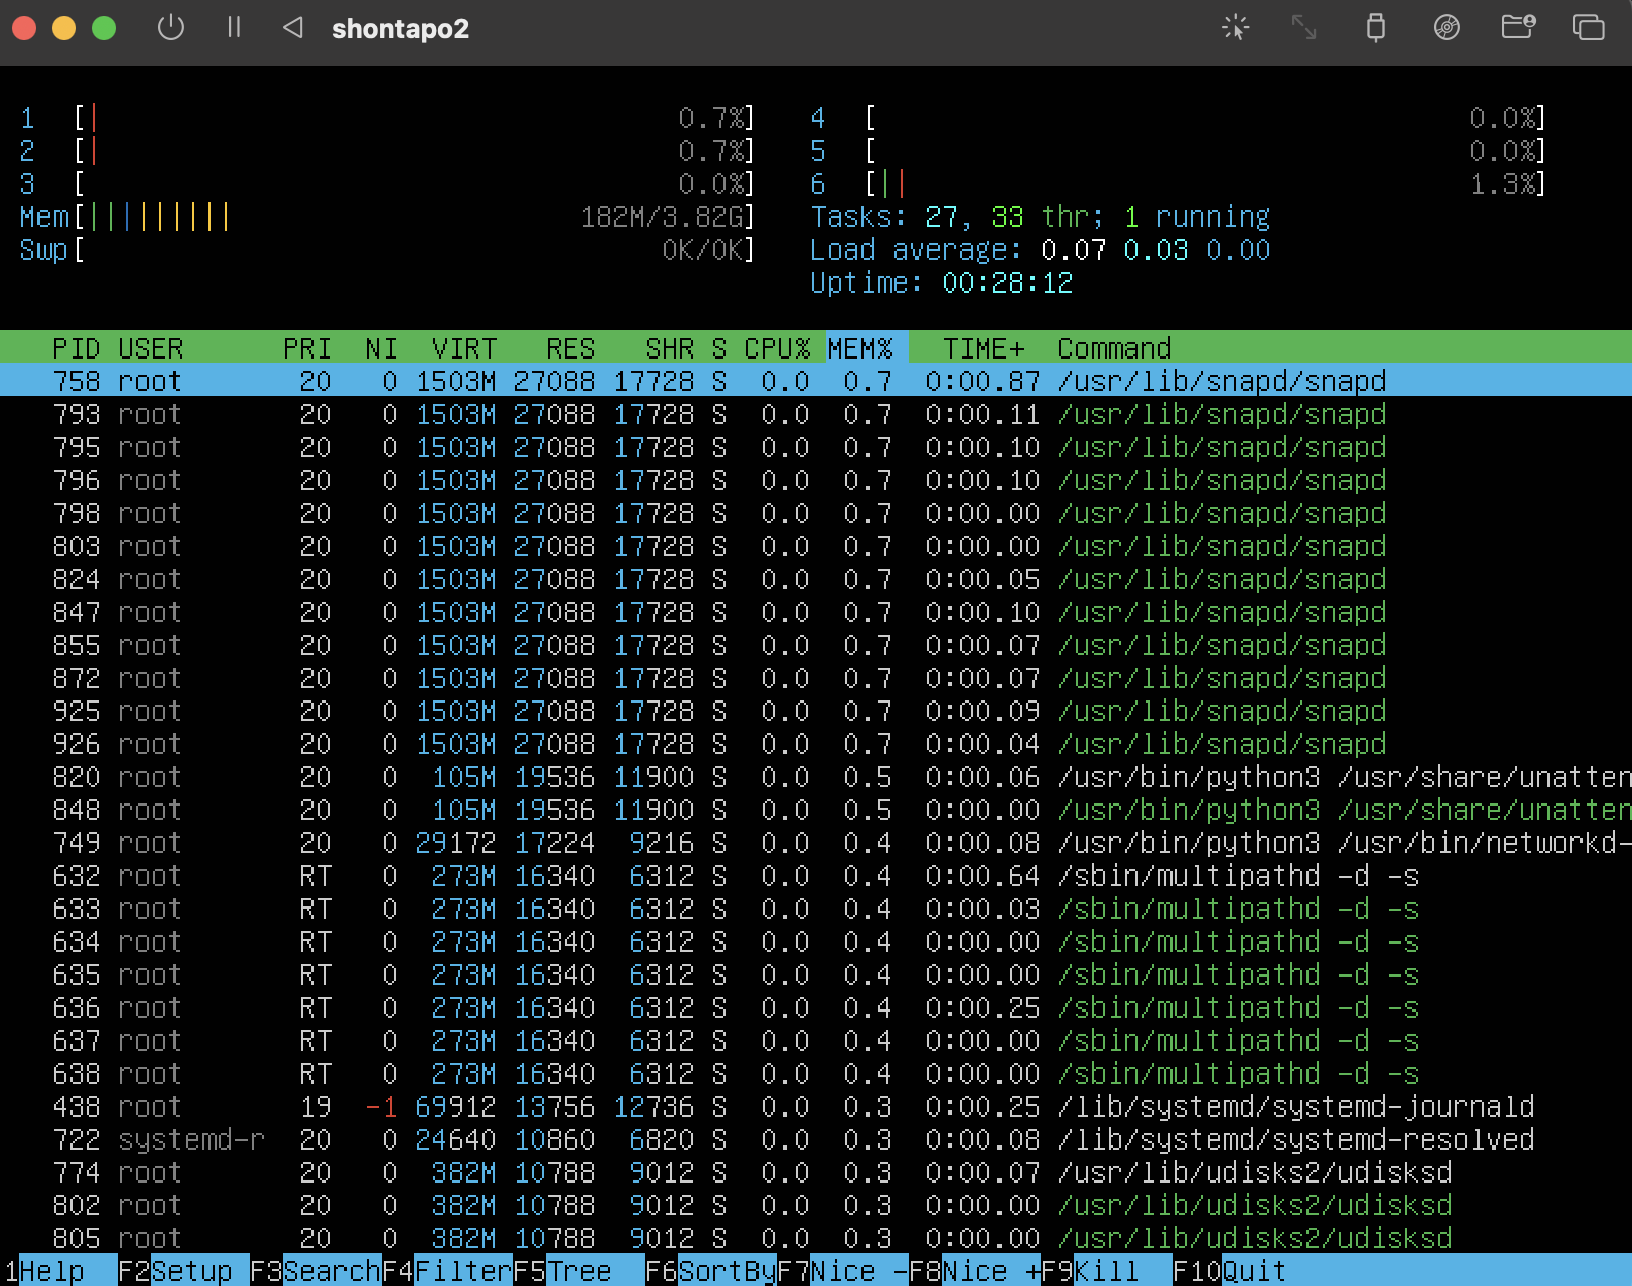 shontapo2
1 [| 0.7%] 4 [ 0.0%]
2 [| 0.7%] 5 [ 0.0%]
3 [ 0.0%] 6 [|| 1.3%]
Mem[||||||||| 182M/3.82G] Tasks: 27, 33 thr; 1 running
Swp[ 0K/0K] Load average: 0.07 0.03 0.00
Uptime: 00:28:12
PID USER PRI NI VIRT RES SHR S CPU% MEM% TIME+ Command
758 root 20 0 1503M 27088 17728 S 0.0 0.7 0:00.87 /usr/lib/snapd/snapd
793 root 20 0 1503M 27088 17728 S 0.0 0.7 0:00.11 /usr/lib/snapd/snapd
795 root 20 0 1503M 27088 17728 S 0.0 0.7 0:00.10 /usr/lib/snapd/snapd
796 root 20 0 1503M 27088 17728 S 0.0 0.7 0:00.10 /usr/lib/snapd/snapd
798 root 20 0 1503M 27088 17728 S 0.0 0.7 0:00.00 /usr/lib/snapd/snapd
803 root 20 0 1503M 27088 17728 S 0.0 0.7 0:00.00 /usr/lib/snapd/snapd
824 root 20 0 1503M 27088 17728 S 0.0 0.7 0:00.05 /usr/lib/snapd/snapd
847 root 20 0 1503M 27088 17728 S 0.0 0.7 0:00.10 /usr/lib/snapd/snapd
855 root 20 0 1503M 27088 17728 S 0.0 0.7 0:00.07 /usr/lib/snapd/snapd
872 root 20 0 1503M 27088 17728 S 0.0 0.7 0:00.07 /usr/lib/snapd/snapd
925 root 20 0 1503M 27088 17728 S 0.0 0.7 0:00.09 /usr/lib/snapd/snapd
926 root 20 0 1503M 27088 17728 S 0.0 0.7 0:00.04 /usr/lib/snapd/snapd
820 root 20 0 105M 19536 11900 S 0.0 0.5 0:00.06 /usr/bin/python3 /usr/share/unatten
848 root 20 0 105M 19536 11900 S 0.0 0.5 0:00.00 /usr/bin/python3 /usr/share/unatten
749 root 20 0 29172 17224 9216 S 0.0 0.4 0:00.08 /usr/bin/python3 /usr/bin/networkd-
632 root RT 0 273M 16340 6312 S 0.0 0.4 0:00.64 /sbin/multipathd -d -s
633 root RT 0 273M 16340 6312 S 0.0 0.4 0:00.03 /sbin/multipathd -d -s
634 root RT 0 273M 16340 6312 S 0.0 0.4 0:00.00 /sbin/multipathd -d -s
635 root RT 0 273M 16340 6312 S 0.0 0.4 0:00.00 /sbin/multipathd -d -s
636 root RT 0 273M 16340 6312 S 0.0 0.4 0:00.25 /sbin/multipathd -d -s
637 root RT 0 273M 16340 6312 S 0.0 0.4 0:00.00 /sbin/multipathd -d -s
638 root RT 0 273M 16340 6312 S 0.0 0.4 0:00.00 /sbin/multipathd -d -s
438 root 19 -1 69912 13756 12736 S 0.0 0.3 0:00.25 /lib/systemd/systemd-journald
722 systemd-r 20 0 24640 10860 6820 S 0.0 0.3 0:00.08 /lib/systemd/systemd-resolved
774 root 20 0 382M 10788 9012 S 0.0 0.3 0:00.07 /usr/lib/udisks2/udisksd
802 root 20 0 382M 10788 9012 S 0.0 0.3 0:00.00 /usr/lib/udisks2/udisksd
805 root 20 0 382M 10788 9012 S 0.0 0.3 0:00.00 /usr/lib/udisks2/udisksd
1Help F2Setup F3SearchF4FilterF5Tree F6SortByF7Nice -F8Nice +F9Kill F10Quit